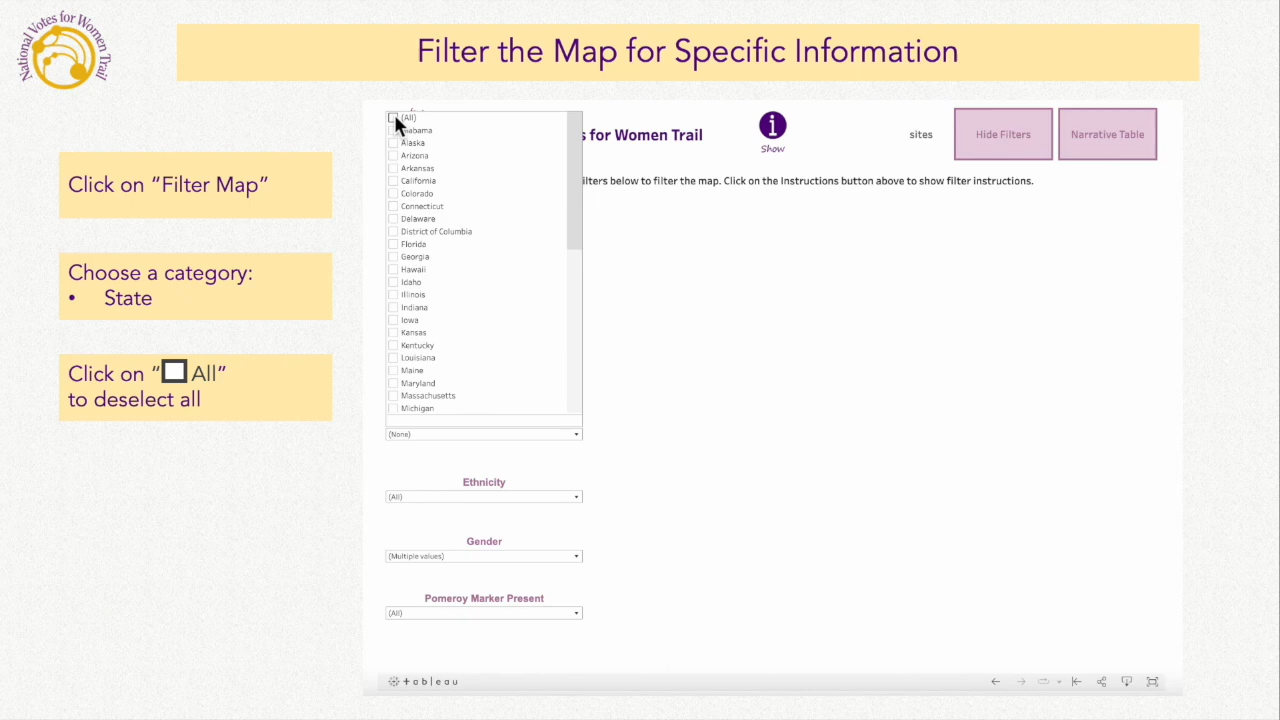 National Votes for Women Trail
Filter the Map for Specific Information
Click on “Filter Map”
Choose a category:
• State
Click on “ All”
to deselect all
s for Women Trail
Show
sites
Hide Filters
Narrative Table
ilters below to filter the map. Click on the Instructions button above to show filter instructions.
(All)
abama
Alaska
Arizona
Arkansas
California
Colorado
Connecticut
Delaware
District of Columbia
Florida
Georgia
Hawaii
Idaho
Illinois
Indiana
Iowa
Kansas
Kentucky
Louisiana
Maine
Maryland
Massachusetts
Michigan
(None)
Ethnicity
(All)
Gender
(Multiple values)
Pomeroy Marker Present
(All)
+ableau